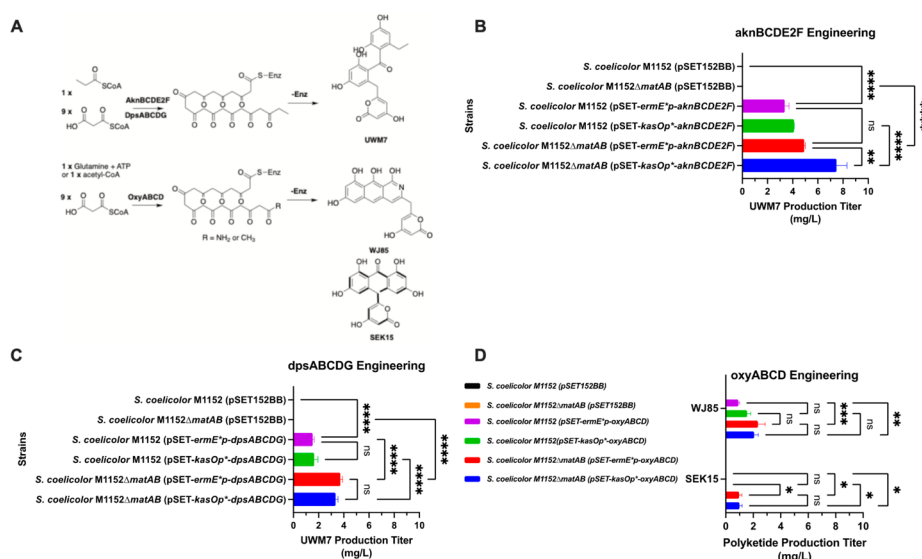 A
1 x
SCoA
9 x
HO
SCoA
AknBCDE2F
DpsABCDG
S-Enz
-Enz
UWM7
1 x Glutamine + ATP
or 1 x acetyl-CoA
9 x
HO
SCoA
OxyABCD
S-Enz
R
R = NH2 or CH3
-Enz
WJ85
SEK15
B
aknBCDE2F Engineering
Strains
S. coelicolor M1152 (pSET152BB)
S. coelicolor M1152ΔmatAB (pSET152BB)
S. coelicolor M1152 (pSET-ermE*p-aknBCDE2F)
S. coelicolor M1152 (pSET-kasOp*-aknBCDE2F)
S. coelicolor M1152ΔmatAB (pSET-ermE*p-aknBCDE2F)
S. coelicolor M1152ΔmatAB (pSET-kasOp*-aknBCDE2F)
ns
**
****
0 2 4 6 8 10
UWM7 Production Titer
(mg/L)
C
dpsABCDG Engineering
Strains
S. coelicolor M1152 (pSET152BB)
S. coelicolor M1152ΔmatAB (pSET152BB)
S. coelicolor M1152 (pSET-ermE*p-dpsABCDG)
S. coelicolor M1152 (pSET-kasOp*-dpsABCDG)
S. coelicolor M1152ΔmatAB (pSET-ermE*p-dpsABCDG)
S. coelicolor M1152ΔmatAB (pSET-kasOp*-dpsABCDG)
****
ns
ns
****
****
****
0 2 4 6 8 10
UWM7 Production Titer
(mg/L)
D
oxyABCD Engineering
S. coelicolor M1152 (pSET152BB)
S. coelicolor M1152ΔmatAB (pSET152BB)
S. coelicolor M1152 (pSET-ermE*p-oxyABCD)
S. coelicolor M1152(pSET-kasOp*-oxyABCD)
S. coelicolor M1152ΔmatAB (pSET-ermE*p-oxyABCD)
S. coelicolor M1152ΔmatAB (pSET-kasOp*-oxyABCD)
WJ85
ns
ns
ns
***
ns
**
SEK15
ns
*
ns
*
*
*
0 2 4 6 8 10
Polyketide Production Titer
(mg/L)